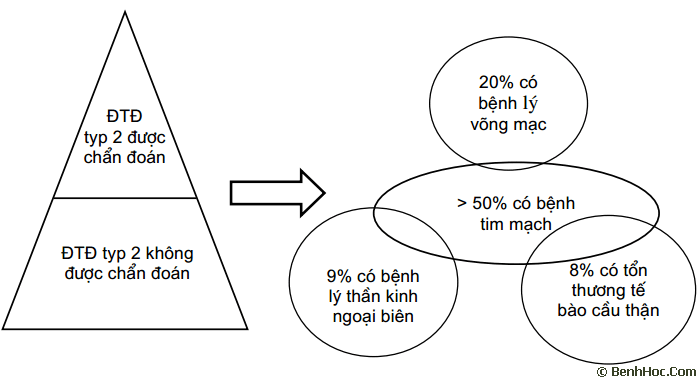 ĐTĐ
typ 2 được
chẩn đoán
ĐTĐ typ 2 không
được chẩn đoán
20% có
bệnh lý
võng mạc
> 50% có bệnh
tim mạch
9% có bệnh
lý thần kinh
ngoại biên
8% có tổn
thương tế
bào cầu thận
© BenhHoc.Com